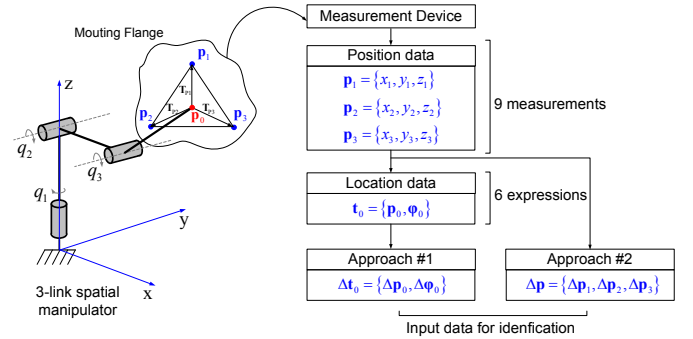 Mouting Flange
p₁
T_P1
p₂
T_P2
T_P3
p₃
p₀
z
q₂
q₃
q₁
y
x
3-link spatial
manipulator
Measurement Device
Position data
p₁ = {x₁, y₁, z₁}
p₂ = {x₂, y₂, z₂}
p₃ = {x₃, y₃, z₃}
9 measurements
Location data
t₀ = {p₀, φ₀}
6 expressions
Approach #1
Δt₀ = {Δp₀, Δφ₀}
Approach #2
Δp = {Δp₁, Δp₂, Δp₃}
Input data for idenfication